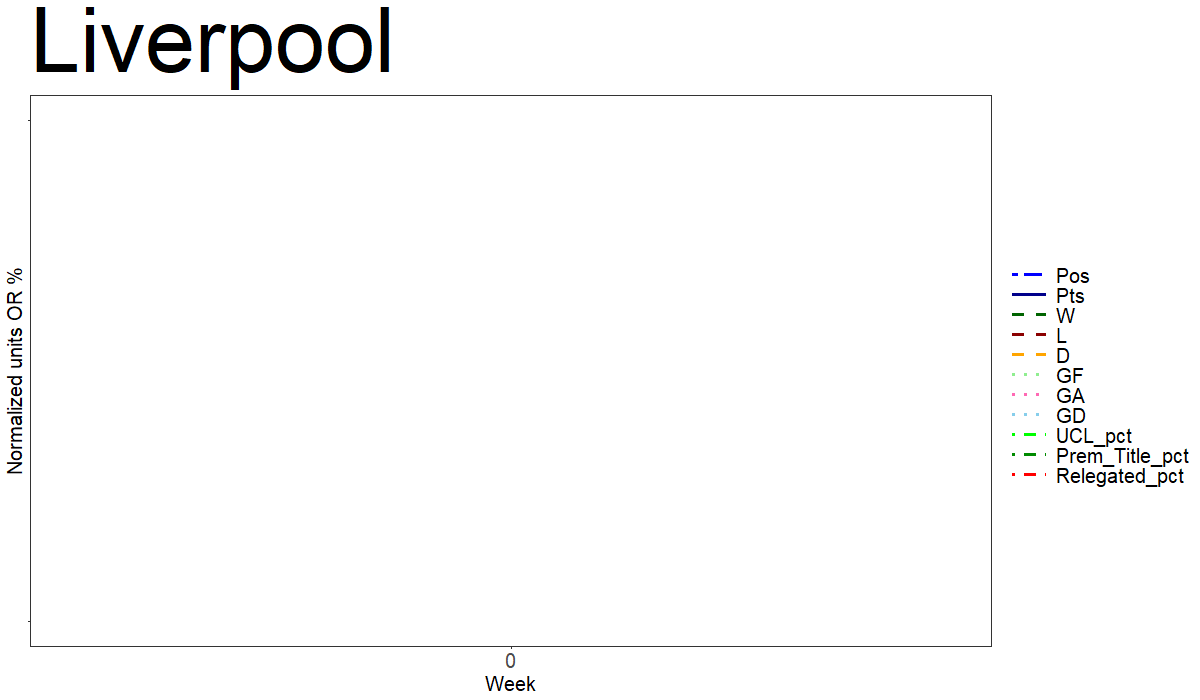 Liverpool
Normalized units OR %
0
Week
Pos
Pts
W
L
D
GF
GA
GD
UCL_pct
Prem_Title_pct
Relegated_pct